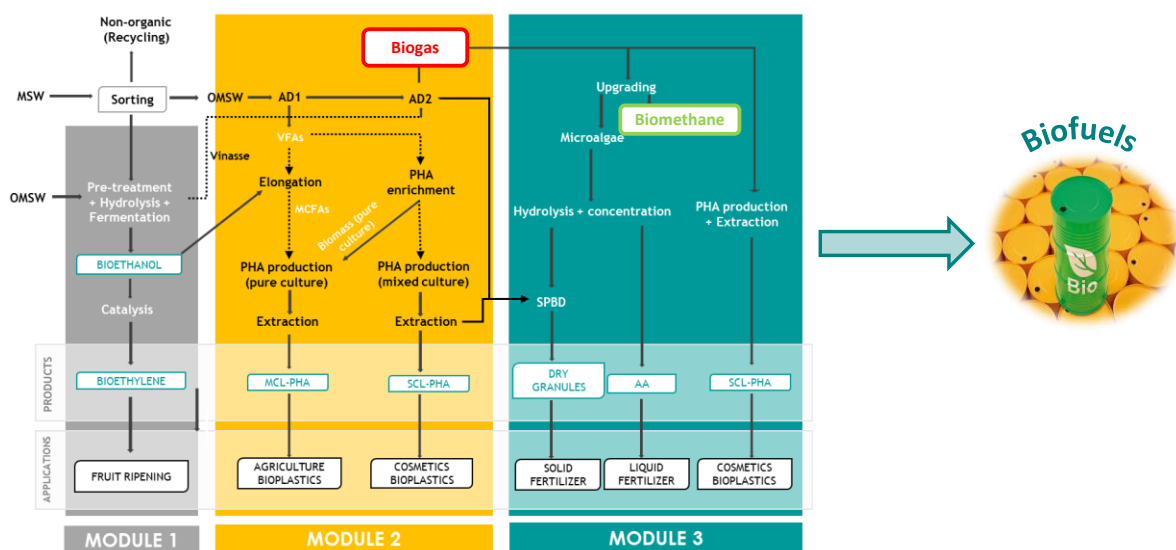 Non-organic
(Recycling)
MSW
Sorting
OMSW
AD1
AD2
Biogas
Upgrading
Biomethane
Microalgae
VFAs
Vinasse
OMSW
Pre-treatment
+ Hydrolysis +
Fermentation
Elongation
PHA
enrichment
MCFAs
Biomass (pure
culture)
Hydrolysis + concentration
PHA production
+ Extraction
BIOETHANOL
PHA production
(pure culture)
PHA production
(mixed culture)
Catalysis
Extraction
Extraction
SPBD
PRODUCTS
BIOETHYLENE
MCL-PHA
SCL-PHA
DRY
GRANULES
AA
SCL-PHA
APPLICATIONS
FRUIT RIPENING
AGRICULTURE
BIOPLASTICS
COSMETICS
BIOPLASTICS
SOLID
FERTILIZER
LIQUID
FERTILIZER
COSMETICS
BIOPLASTICS
MODULE 1
MODULE 2
MODULE 3
Biofuels
Bio